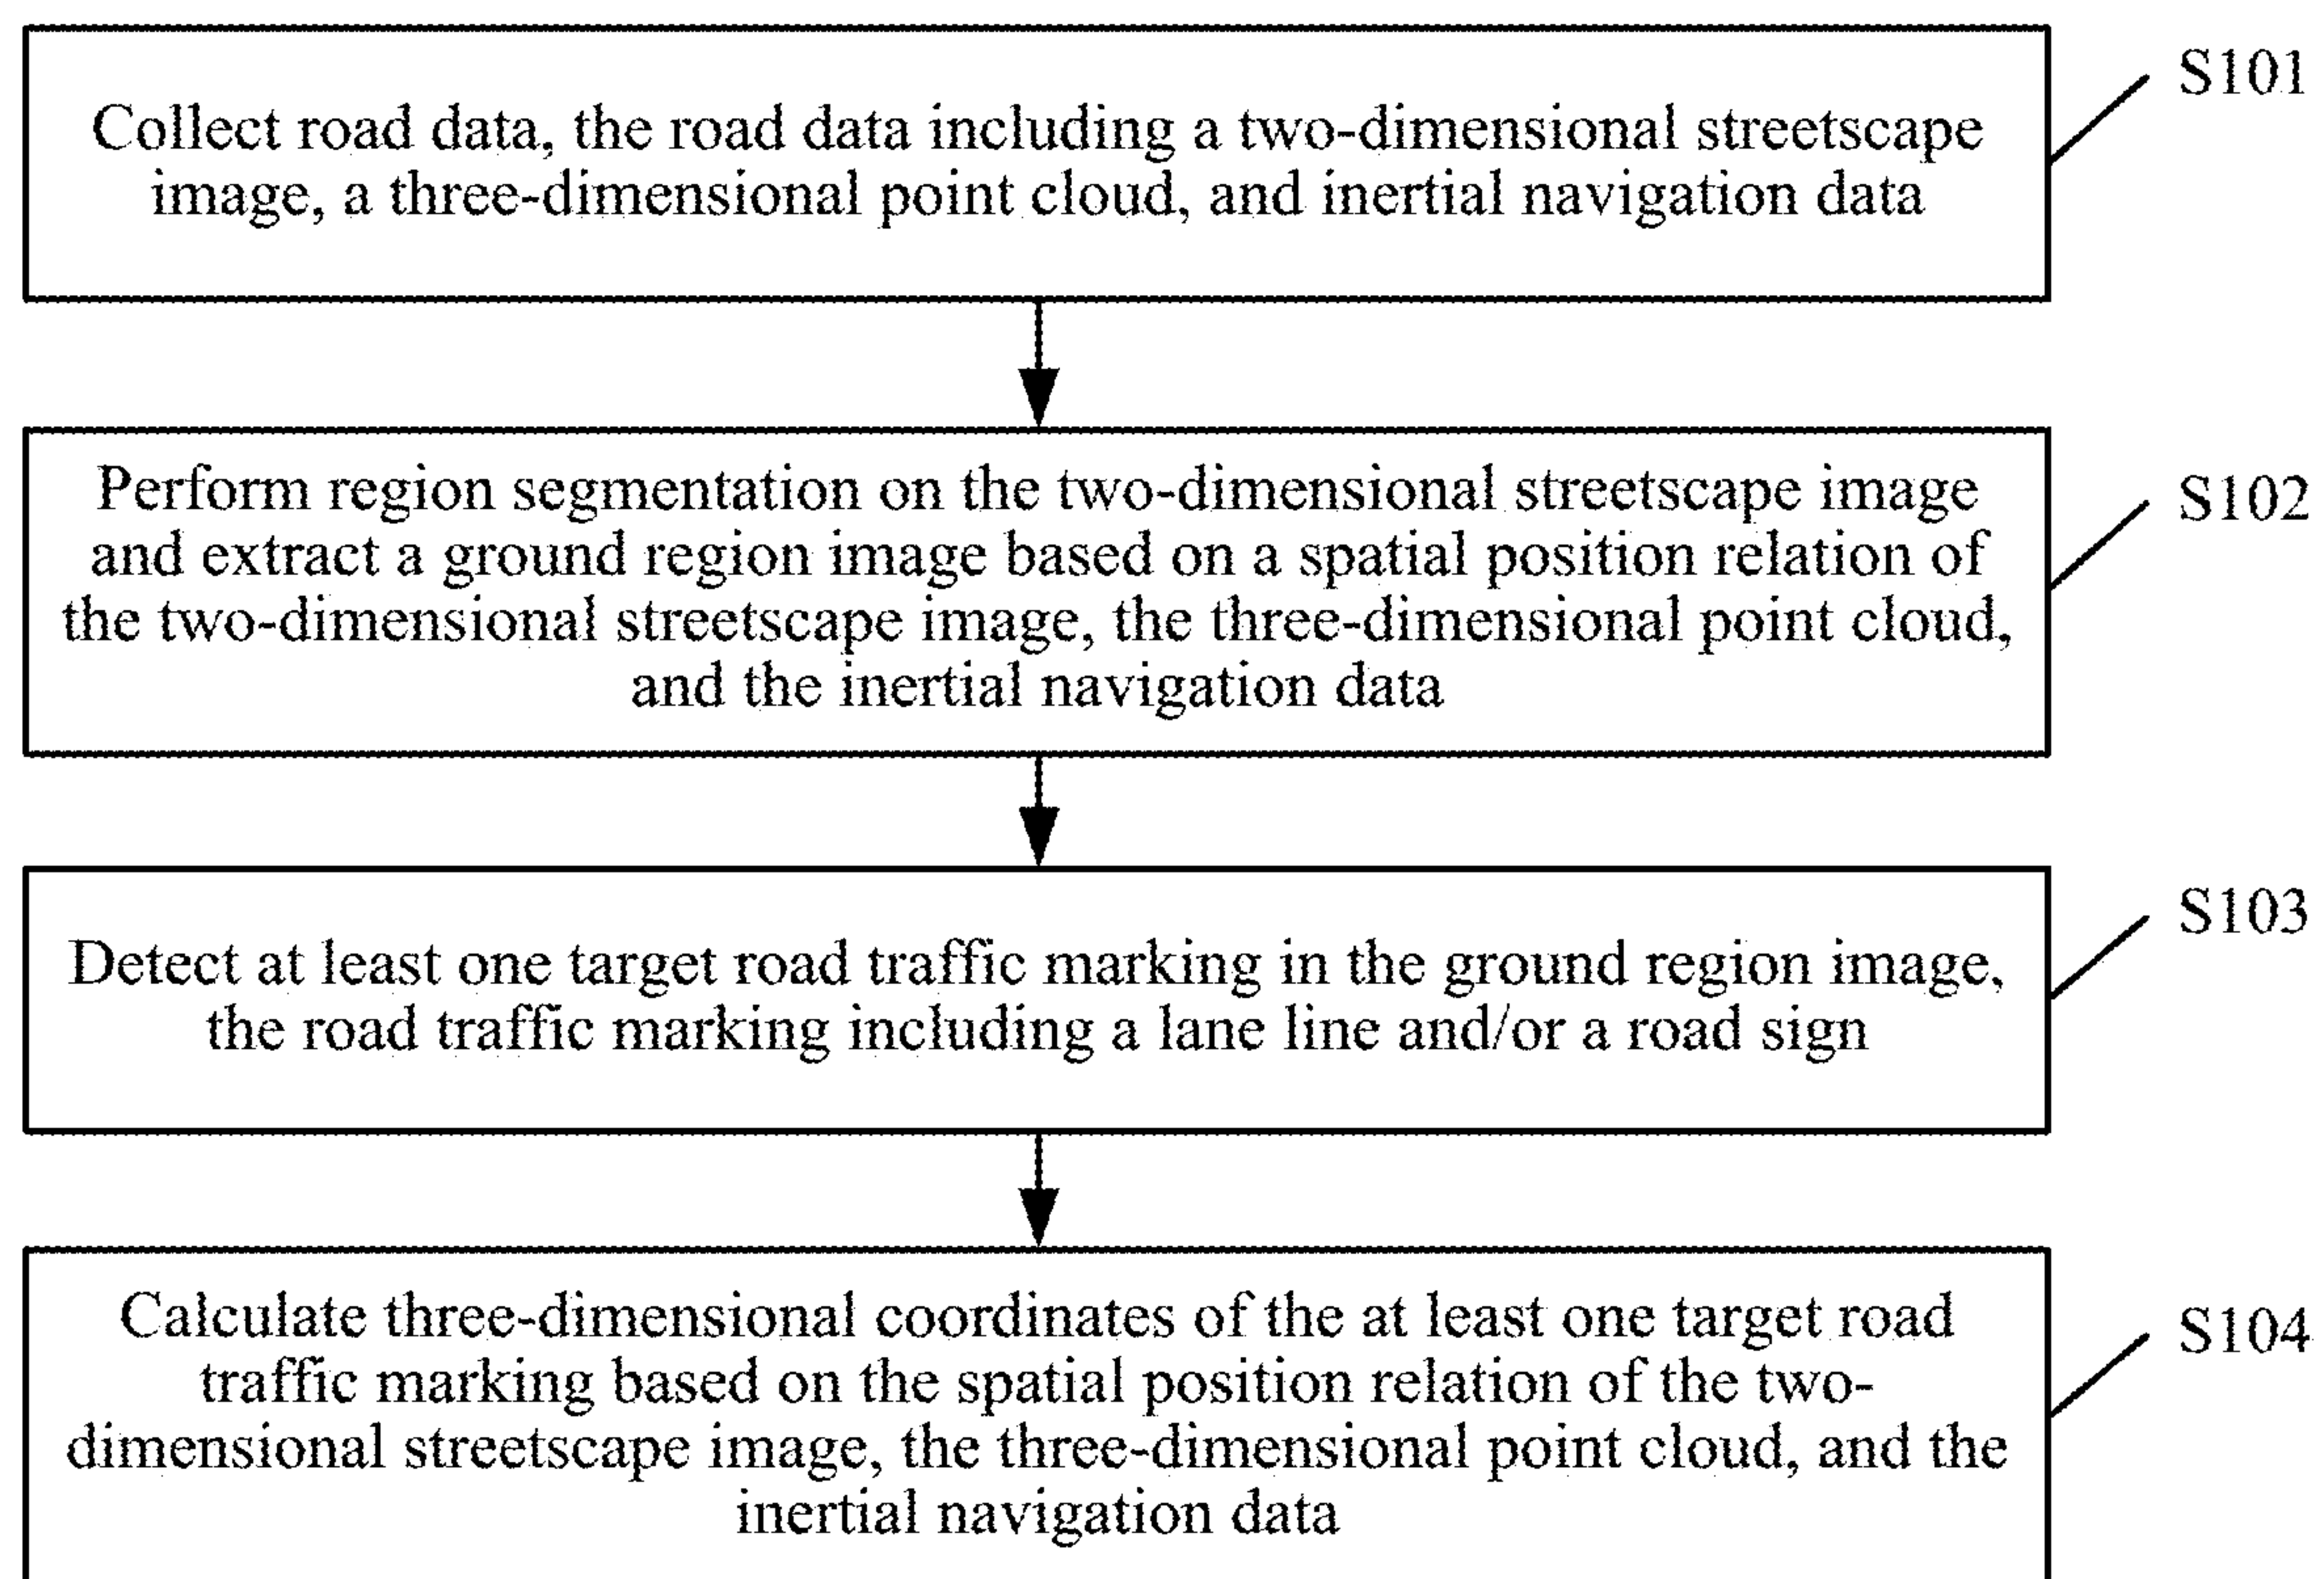 Collect road data, the road data including a two-dimensional streetscape
image, a three-dimensional point cloud, and inertial navigation data
S101
Perform region segmentation on the two-dimensional streetscape image
and extract a ground region image based on a spatial position relation of
the two-dimensional streetscape image, the three-dimensional point cloud,
and the inertial navigation data
S102
Detect at least one target road traffic marking in the ground region image,
the road traffic marking including a lane line and/or a road sign
S103
Calculate three-dimensional coordinates of the at least one target road
traffic marking based on the spatial position relation of the two-
dimensional streetscape image, the three-dimensional point cloud, and the
inertial navigation data
S104